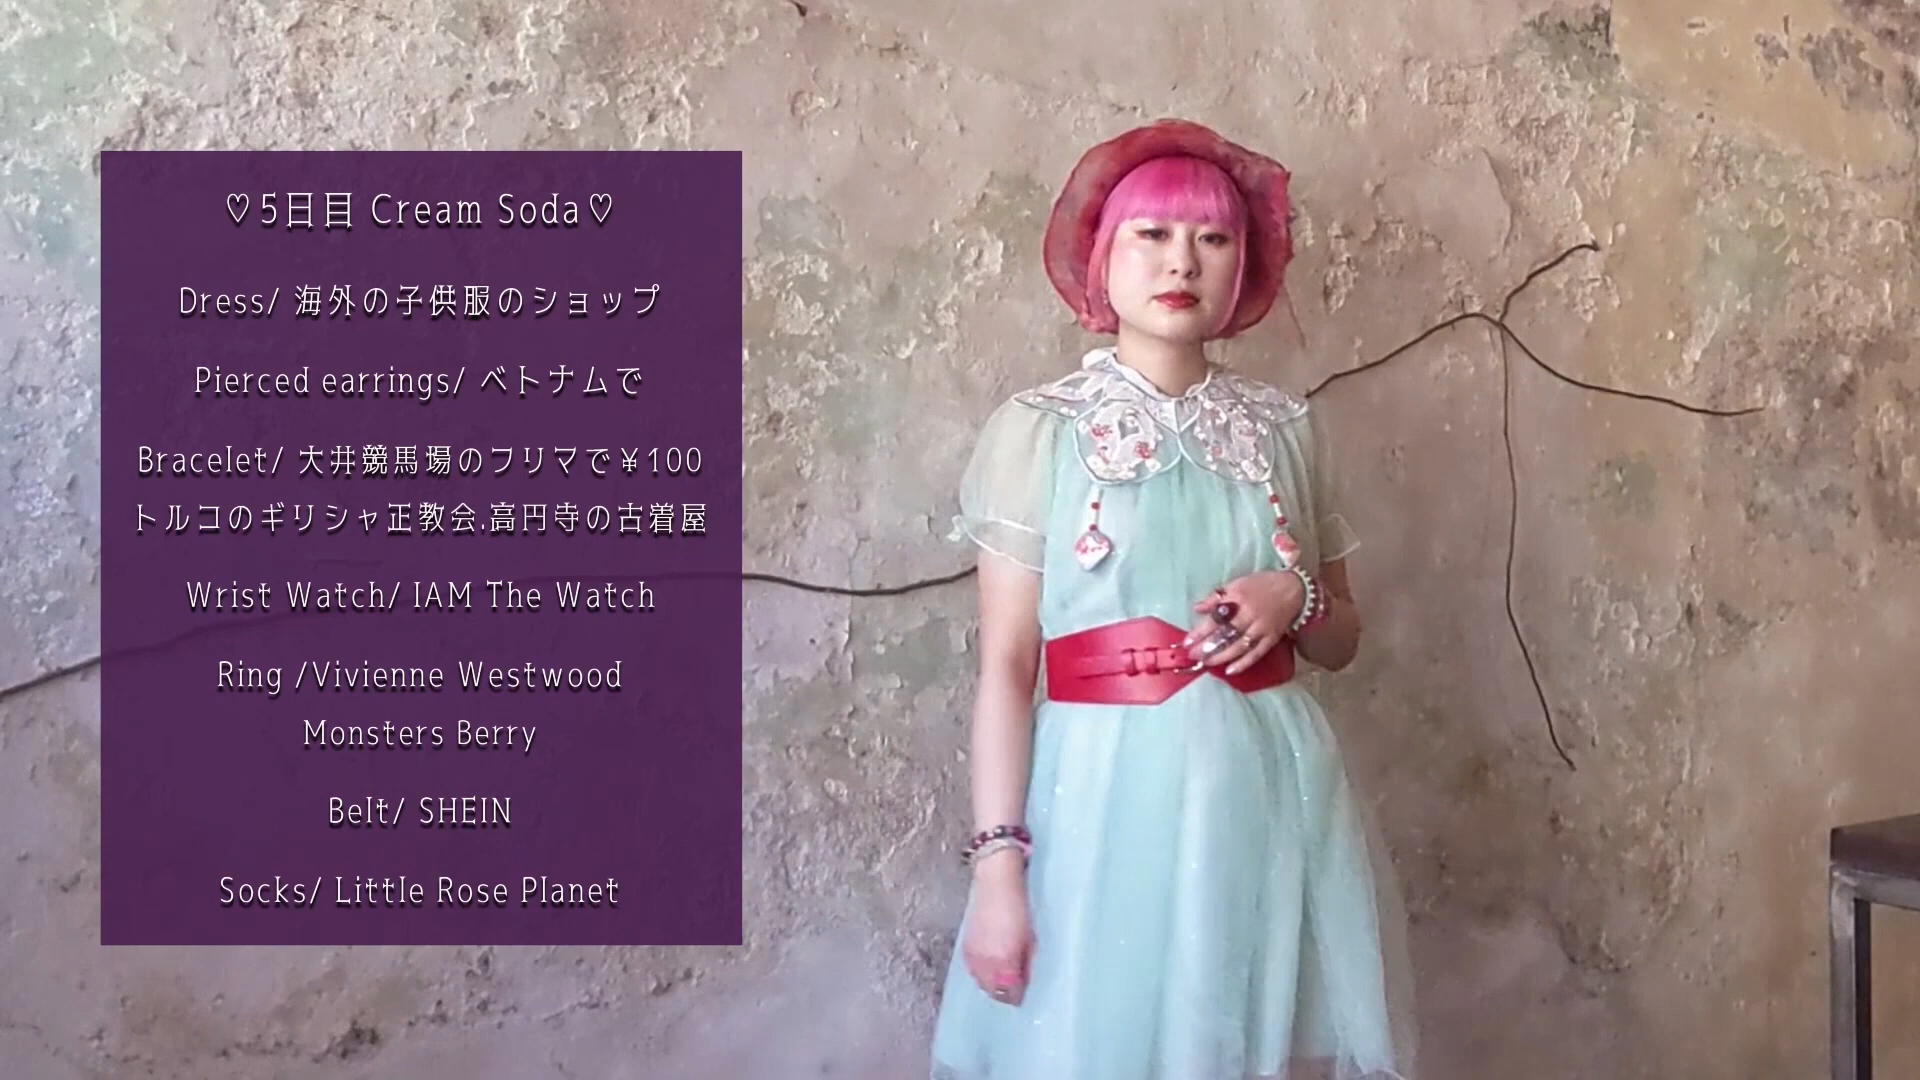 ♡5日目 Cream Soda♡
Dress/ 海外の子供服のショップ
Pierced earrings/ ベトナムで
Bracelet/ 大井競馬場のフリマで￥100
トルコのギリシャ正教会.高円寺の古着屋
Wrist Watch/ IAM The Watch
Ring /Vivienne Westwood
Monsters Berry
Belt/ SHEIN
Socks/ Little Rose Planet